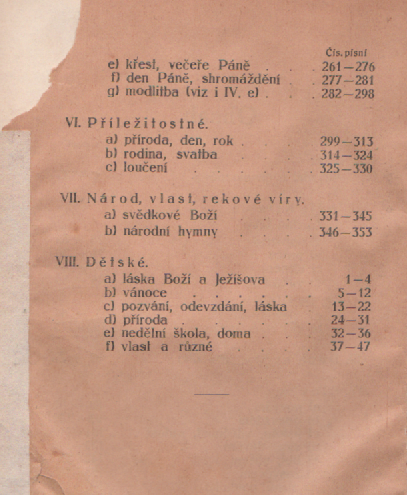 Čís. písní
e) křest, večeře Páně . . 261—276
f) den Páně, shromáždění . 277—281
g) modlitba (viz i IV. e) . . . 282—298
VI. Příležitostné.
a) příroda, den, rok . . . 299—313
b) rodina, svatba . . . 314—324
c) loučení . . . . 325—330
VII. Národ, vlast, rekové víry.
a) svědkové Boží . . . 331—345
b) národní hymny . . . 346—353
VIII. Dětské.
a) láska Boží a Ježíšova . . 1—4
b) vánoce . . . . . . 5—12
c) pozvání, odevzdání, láska 13—22
d) příroda . . . . . 24—31
e) nedělní škola, doma . . 32—36
f) vlast a různé . . . . 37—47